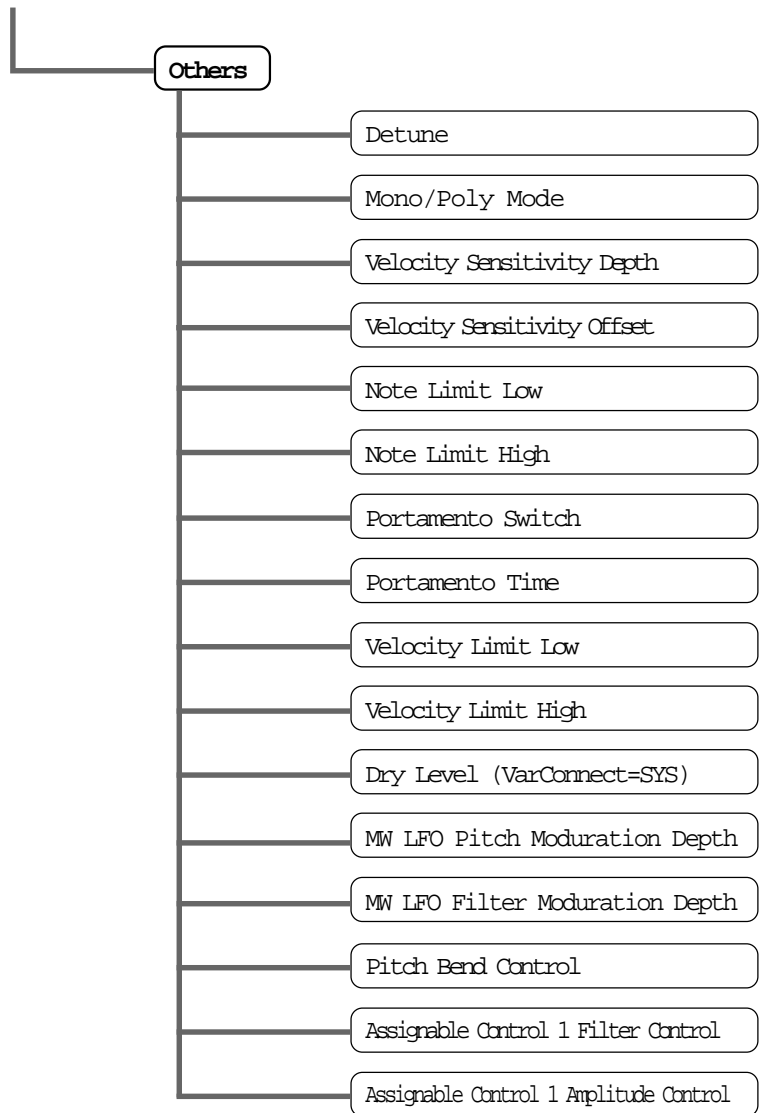 Others
Detune
Mono/Poly Mode
Velocity Sensitivity Depth
Velocity Sensitivity Offset
Note Limit Low
Note Limit High
Portamento Switch
Portamento Time
Velocity Limit Low
Velocity Limit High
Dry Level (VarConnect=SYS)
MW LFO Pitch Moduration Depth
MW LFO Filter Moduration Depth
Pitch Bend Control
Assignable Control 1 Filter Control
Assignable Control 1 Amplitude Control